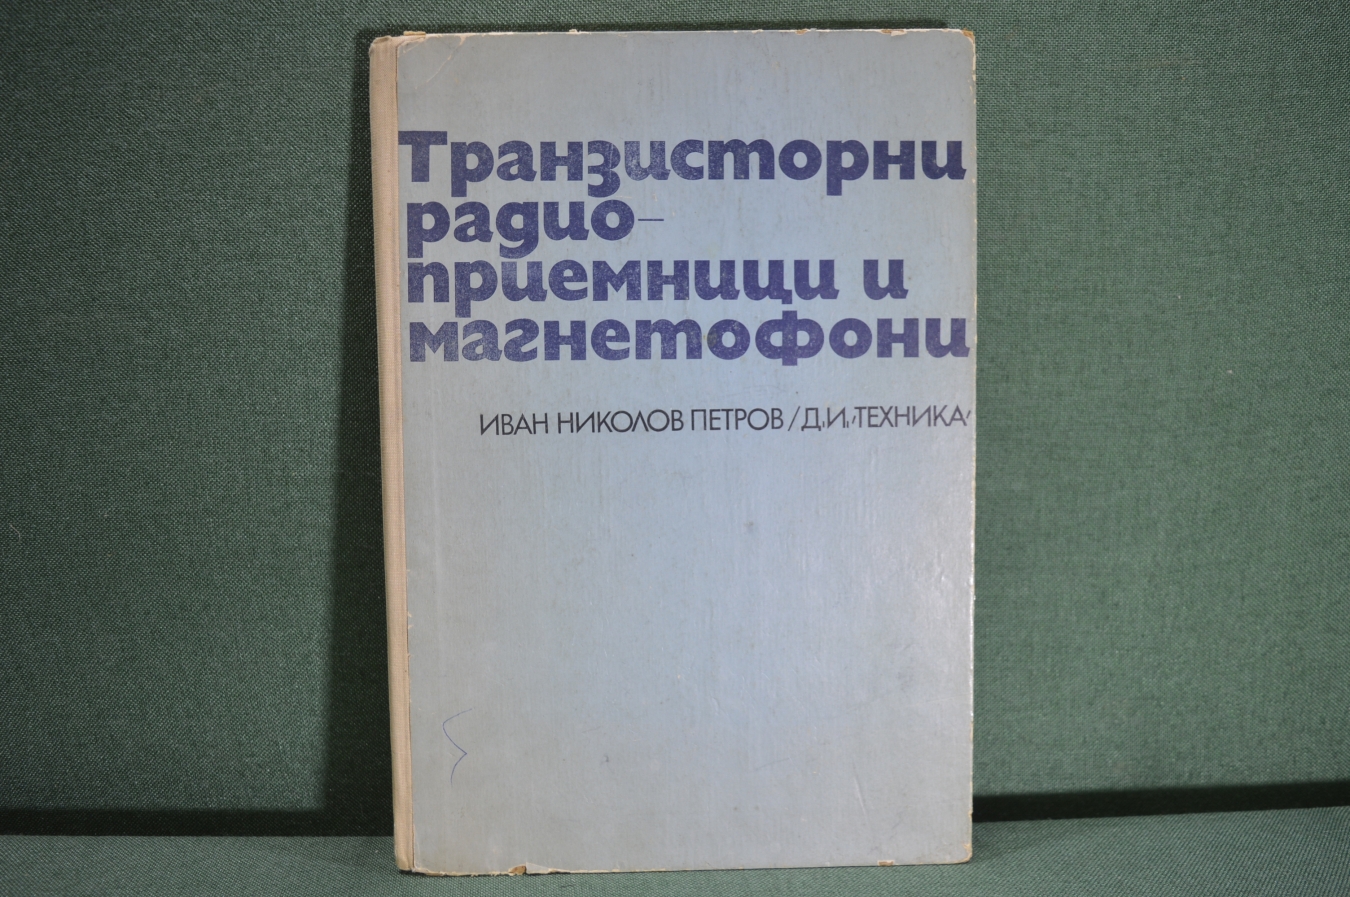 Транзисторни
радио-
приемници и
магнетофони
ИВАН НИКОЛОВ ПЕТРОВ/Д.И.„ТЕХНИКА“